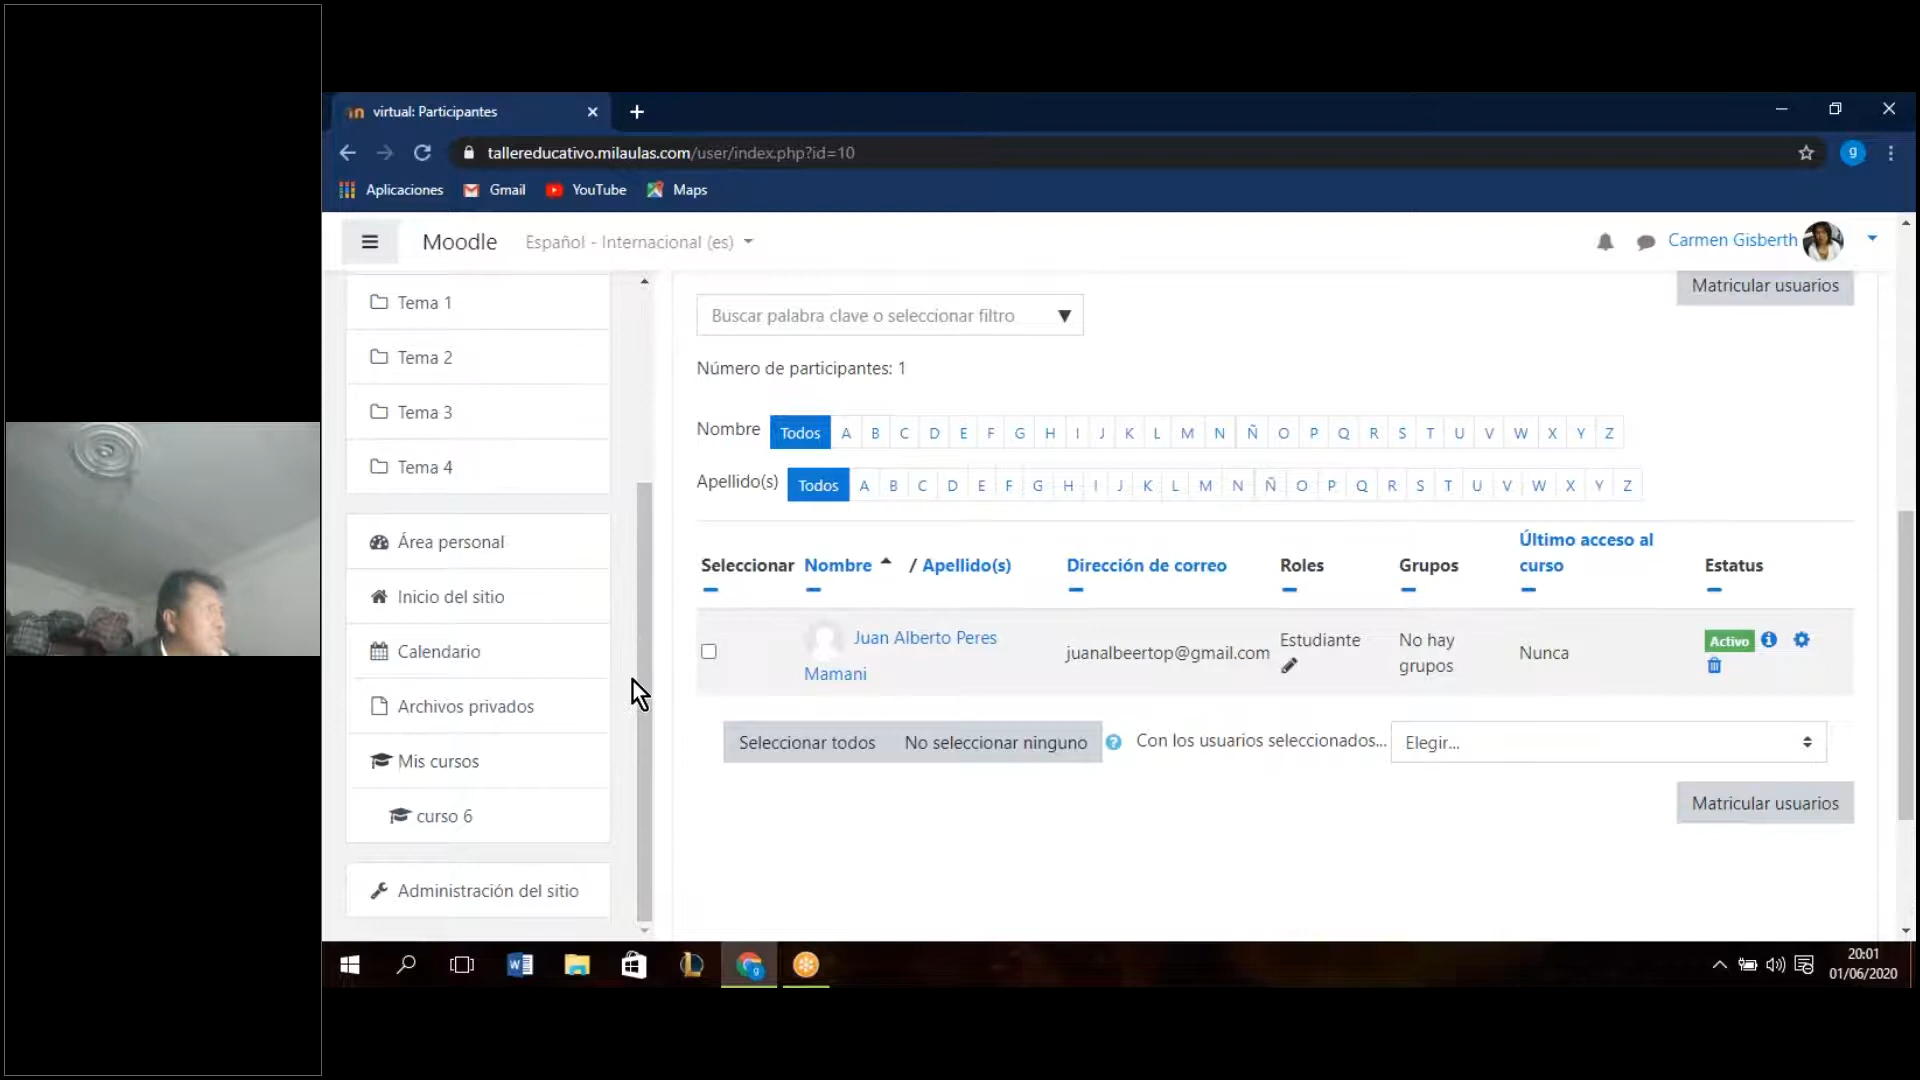 virtual: Participantes
tallereducativo.milaulas.com/user/index.php?id=10
g
Aplicaciones Gmail YouTube Maps
Moodle Español - Internacional (es) Carmen Gisberth
Matricular usuarios
Tema 1
Tema 2
Tema 3
Tema 4
Área personal
Inicio del sitio
Calendario
Archivos privados
Mis cursos
curso 6
Administración del sitio
Buscar palabra clave o seleccionar filtro
Número de participantes: 1
Nombre Todos A B C D E F G H I J K L M N Ñ O P Q R S T U V W X Y Z
Apellido(s) Todos A B C D E F G H I J K L M N Ñ O P Q R S T U V W X Y Z
Seleccionar Nombre / Apellido(s) Dirección de correo Roles Grupos Último acceso al
curso Estatus
Juan Alberto Peres
Mamani
juanalbeertop@gmail.com
Estudiante
No hay
grupos
Nunca
Activo
Seleccionar todos No seleccionar ninguno Con los usuarios seleccionados... Elegir...
Matricular usuarios
20:01
01/06/2020